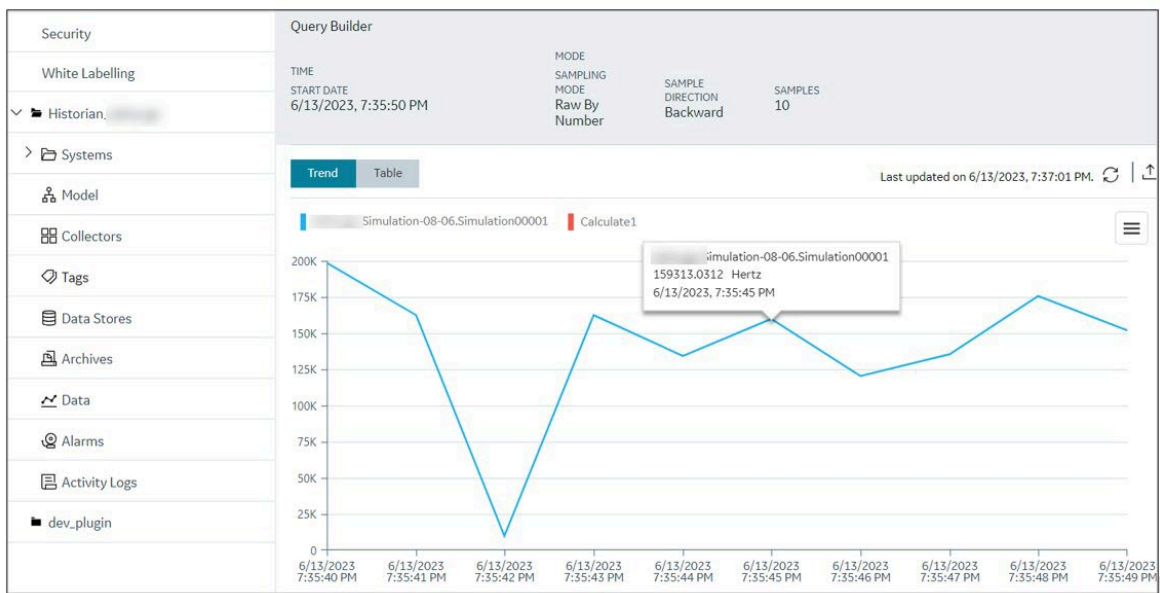 Security
White Labelling
Historian.
Systems
Model
Collectors
Tags
Data Stores
Archives
Data
Alarms
Activity Logs
dev_plugin
Query Builder
TIME
START DATE
6/13/2023, 7:35:50 PM
MODE
SAMPLING
MODE
Raw By
Number
SAMPLE
DIRECTION
Backward
SAMPLES
10
Trend
Table
Last updated on 6/13/2023, 7:37:01 PM.
Simulation-08-06.Simulation00001
Calculate1
Simulation-08-06.Simulation00001
159313.0312 Hertz
6/13/2023, 7:35:45 PM
200K
175K
150K
125K
100K
75K
50K
25K
0
6/13/2023
7:35:40 PM
6/13/2023
7:35:41 PM
6/13/2023
7:35:42 PM
6/13/2023
7:35:43 PM
6/13/2023
7:35:44 PM
6/13/2023
7:35:45 PM
6/13/2023
7:35:46 PM
6/13/2023
7:35:47 PM
6/13/2023
7:35:48 PM
6/13/2023
7:35:49 PM